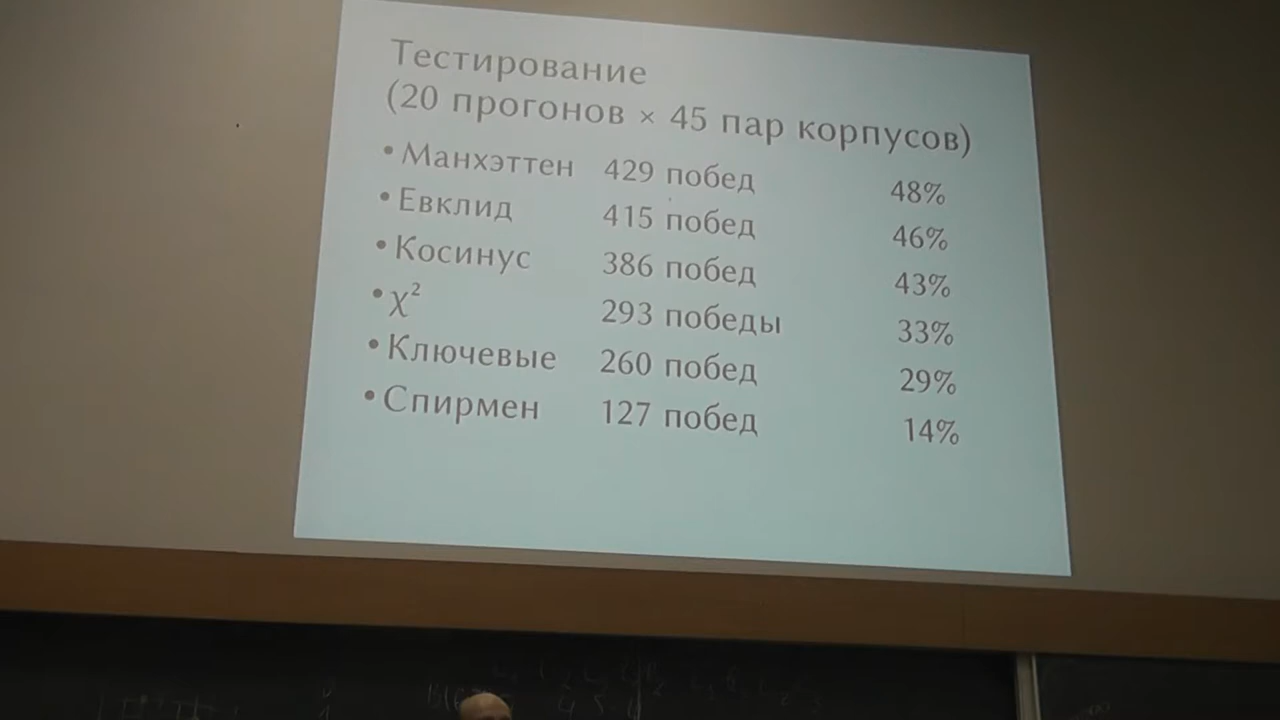 Тестирование
(20 прогонов × 45 пар корпусов)
• Манхэттен 429 побед 48%
• Евклид 415 побед 46%
• Косинус 386 побед 43%
• χ² 293 победы 33%
• Ключевые 260 побед 29%
• Спирмен 127 побед 14%